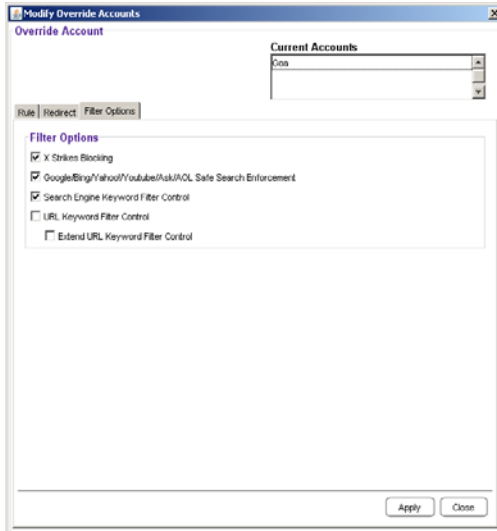 Modify Override Accounts
Override Account
Current Accounts
Goa
Rule Redirect Filter Options
Filter Options
X Strikes Blocking
Google/Bing/Yahoo!/Youtube/Ask/AOL Safe Search Enforcement
Search Engine Keyword Filter Control
URL Keyword Filter Control
Extend URL Keyword Filter Control
Apply Close